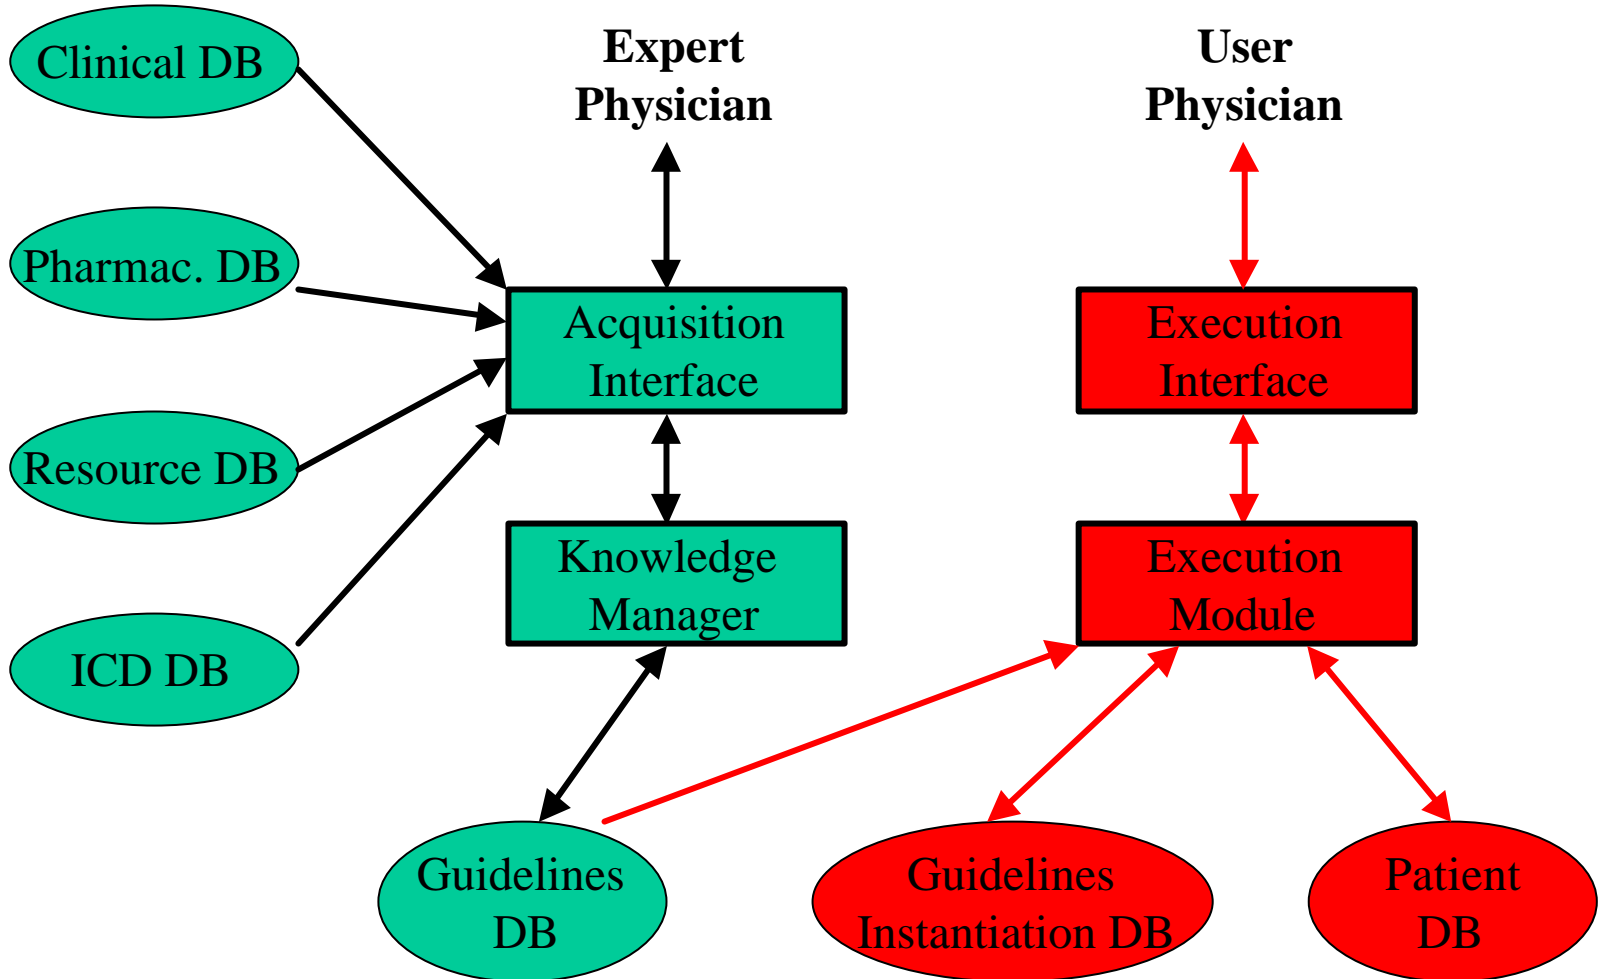 Clinical DB
Expert
Physician
User
Physician
Pharmac. DB
Acquisition
Interface
Execution
Interface
Resource DB
Knowledge
Manager
Execution
Module
ICD DB
Guidelines
DB
Guidelines
Instantiation DB
Patient
DB